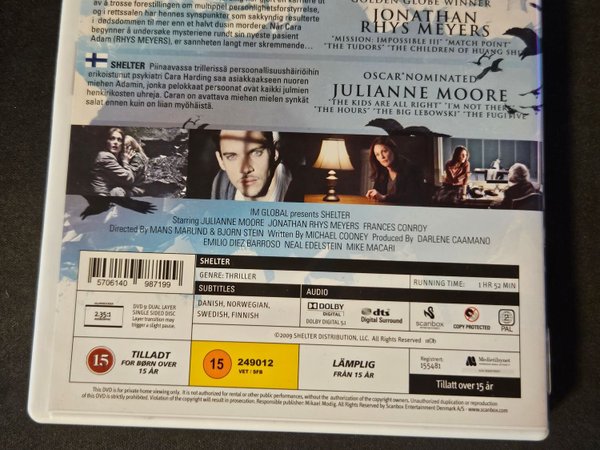 å trosse forestillingen om multippel personlighetsforstyrrelse,
og i rettssalen har hennes synspunkter som sakkyndig resulterte
i dødsdommen til mer enn et halvt dusin mordere. Når Cara
begynner å undersøke mysteriene rundt sin nyeste pasient
Adam (RHYS MEYERS), er sannheten langt mer skremmende...
GOLDEN GLOBE WINNER
JONATHAN
RHYS MEYERS
"MISSION: IMPOSSIBLE III" "MATCH POINT"
"THE TUDORS" "THE CHILDREN OF HUANG SHI"
SHELTER Piinaavassa trillerissä persoonallisuushäiriöihin
erikoistunut psykiatri Cara Harding saa asiakkaakseen nuoren
miehen Adamin, jonka pelokkaat persoonat ovat kaikki julmien
henkirikosten uhreja. Caran on avattava miehen mielen synkät
salat ennen kuin on liian myöhäistä.
OSCAR® NOMINATED
JULIANNE MOORE
"THE KIDS ARE ALL RIGHT" "I'M NOT THERE"
"THE HOURS" "THE BIG LEBOWSKI" "THE FUGITIVE"
IM GLOBAL presents SHELTER
Starring JULIANNE MOORE JONATHAN RHYS MEYERS FRANCES CONROY
Directed By MANS MARLIND & BJORN STEIN Written By MICHAEL COONEY Produced By DARLENE CAAMANO
EMILIO DIEZ BARROSO NEAL EDELSTEIN MIKE MACARI
5706140 987199
SHELTER
GENRE: THRILLER
RUNNING TIME: 1 HR 52 MIN
SUBTITLES
AUDIO
2.35:1
DVD 9: DUAL LAYER
SINGLE SIDED DISC
Layer transition may
trigger a slight pause.
DANISH, NORWEGIAN,
SWEDISH, FINNISH
DOLBY
DIGITAL
DOLBY DIGITAL 5.1
dts
Digital Surround
scanbox
entertainment
COPY PROTECTED
2
PAL
©2009 SHELTER DISTRIBUTION, LLC. All Rights Reserved
15
TILLADT
FOR BØRN OVER
15 ÅR
15
249012
VET / SFB
LÄMPLIG
FRÅN 15 ÅR
Registrert
155481
Medietilsynet
Tillatt over 15 år
This DVD is for private home viewing only. It is not authorized for rental or other public performances, without the authorization of the copyright owners. Unauthorized duplication or reproduction of
this is strictly prohibited. Violation of the copyright will result in prosecution. Responsible publisher: Mikael Modig. All Rights Reserved by Scanbox Entertainment Denmark A/S - www.scanbox.com